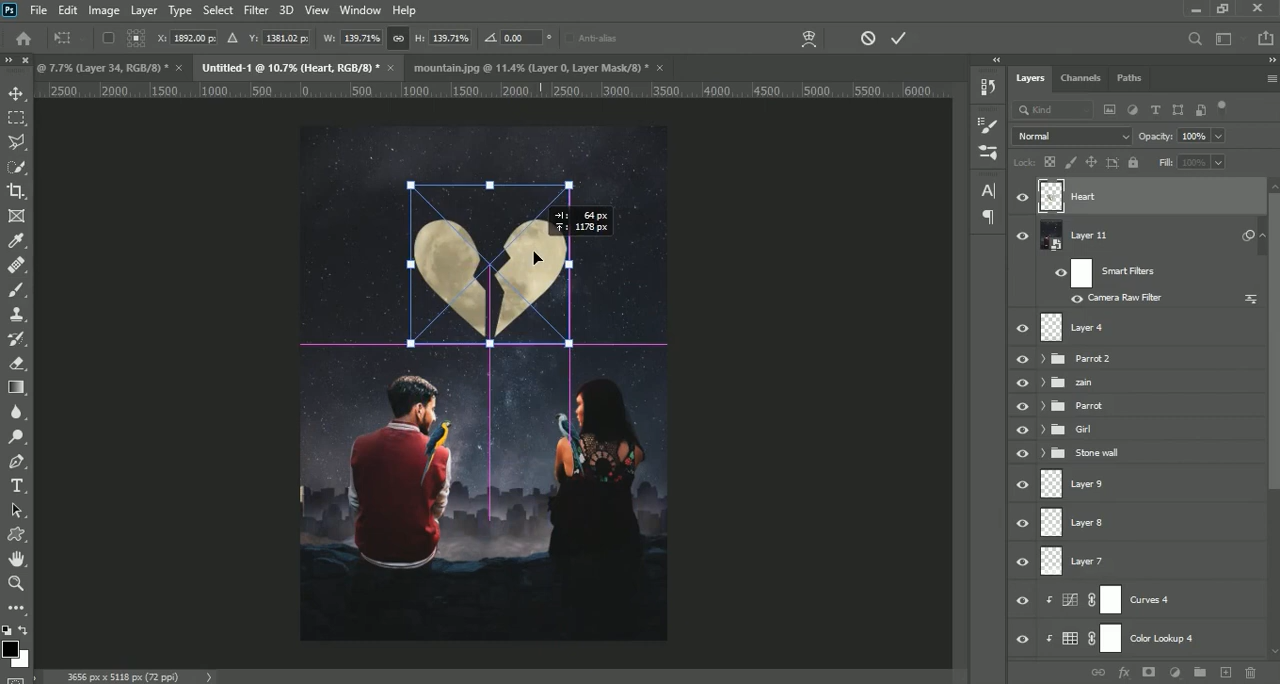 Ps File Edit Image Layer Type Select Filter 3D View Window Help
X: 1892.00 p: Y: 1381.02 p: W: 139.71% H: 139.71% 0.00 ° Anti-alias
@ 7.7% (Layer 34, RGB/8) * × Untitled-1 @ 10.7% (Heart, RGB/8) * × mountain.jpg @ 11.4% (Layer 0, Layer Mask/8) * ×
2500 2000 1500 1000 500 0 500 1000 1500 2000 2500 3000 3500 4000 4500 5000 5500 6000
64 px
1178 px
3656 px x 5118 px (72 ppi)
Layers Channels Paths
Kind
Normal Opacity: 100%
Lock: Fill: 100%
Heart
Layer 11
Smart Filters
Camera Raw Filter
Layer 4
Parrot 2
zain
Parrot
Girl
Stone wall
Layer 9
Layer 8
Layer 7
Curves 4
Color Lookup 4